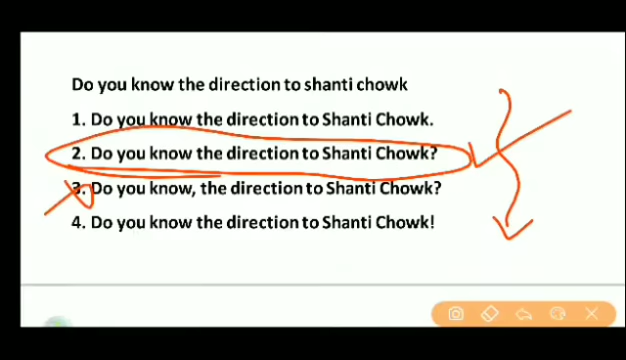 Do you know the direction to shanti chowk
1. Do you know the direction to Shanti Chowk.
2. Do you know the direction to Shanti Chowk?
3. Do you know, the direction to Shanti Chowk?
4. Do you know the direction to Shanti Chowk!